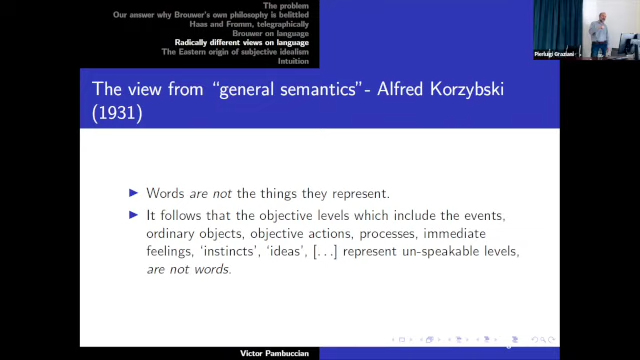 The problem
Our answer why Brouwer's own philosophy is belittled
Haas and Fromm, telegraphically
Brouwer on language
Radically different views on language
The Eastern origin of subjective idealism
Intuition
Pierluigi Graziani
The view from “general semantics”- Alfred Korzybski
(1931)
Words are not the things they represent.
It follows that the objective levels which include the events,
ordinary objects, objective actions, processes, immediate
feelings, ‘instincts’, ‘ideas’, [...] represent un-speakable levels,
are not words.
Victor Pambuccian